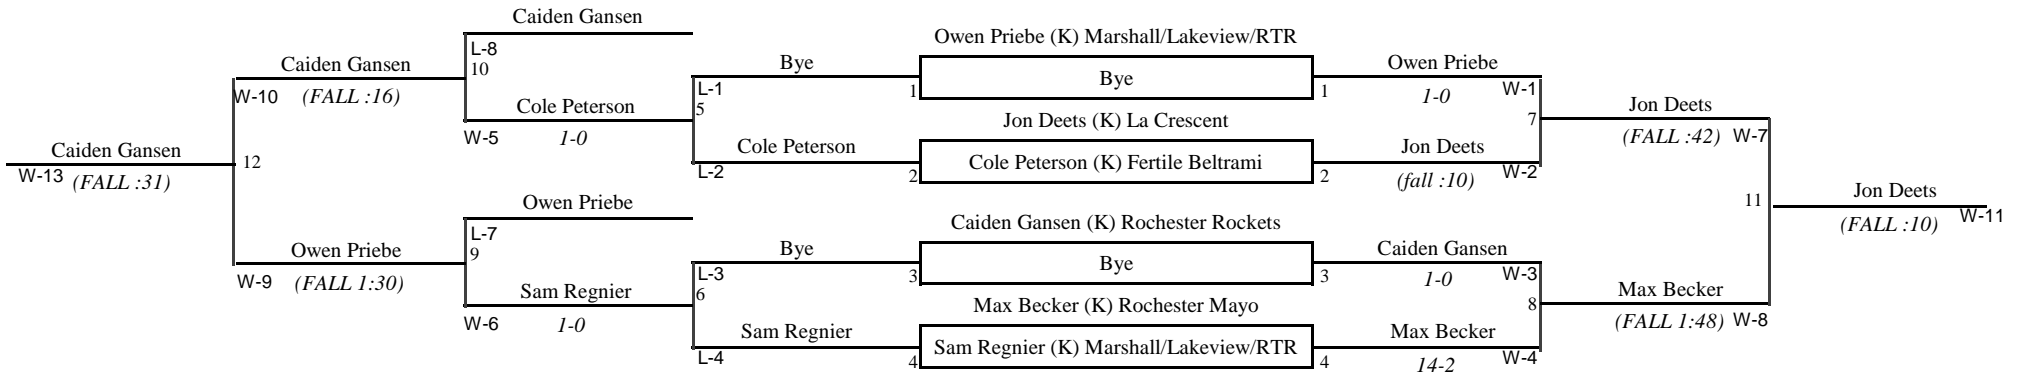 Caiden Gansen
L-8
10
Caiden Gansen
W-10
(FALL :16)
Cole Peterson
W-5
1-0
Caiden Gansen
W-13
(FALL :31)
12
Owen Priebe
L-7
9
Owen Priebe
W-9
(FALL 1:30)
Sam Regnier
W-6
1-0
Bye
1
L-1
5
Cole Peterson
2
L-2
Bye
3
L-3
6
Sam Regnier
4
L-4
Owen Priebe (K) Marshall/Lakeview/RTR
Bye
Jon Deets (K) La Crescent
Cole Peterson (K) Fertile Beltrami
Caiden Gansen (K) Rochester Rockets
Bye
Max Becker (K) Rochester Mayo
Sam Regnier (K) Marshall/Lakeview/RTR
Owen Priebe
1
1-0
W-1
7
Jon Deets
2
(fall :10)
W-2
Caiden Gansen
3
1-0
W-3
8
Max Becker
4
14-2
W-4
Jon Deets
(FALL :42)
W-7
11
Max Becker
(FALL 1:48)
W-8
Jon Deets
(FALL :10)
W-11